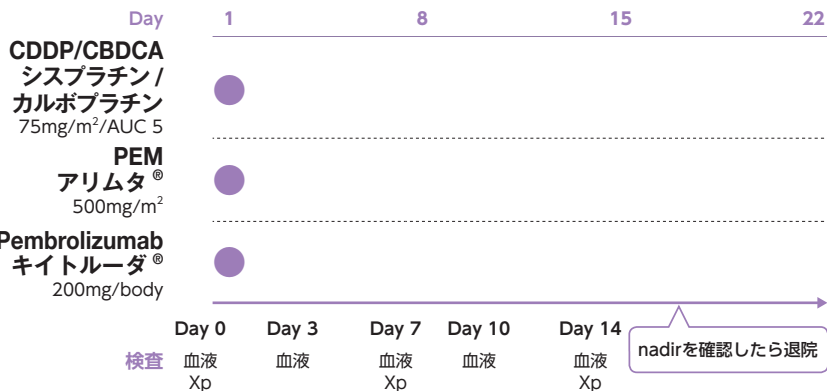 Day 1 8 15 22
CDDP/CBDCA
シスプラチン /
カルボプラチン
75mg/m²/AUC 5
PEM
アリムタ®
500mg/m²
Pembrolizumab
キイトルーダ®
200mg/body
Day 0 Day 3 Day 7 Day 10 Day 14
nadirを確認したら退院
検査 血液 血液 血液 血液 血液
Xp Xp Xp